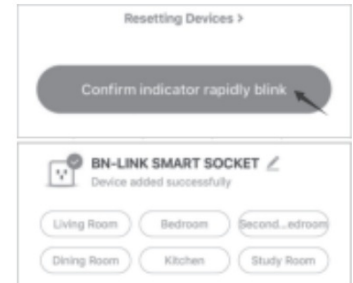 Resetting Devices >
Confirm indicator rapidly blink
BN-LINK SMART SOCKET
Device added successfully
Living Room Bedroom Second...edroom
Dining Room Kitchen Study Room